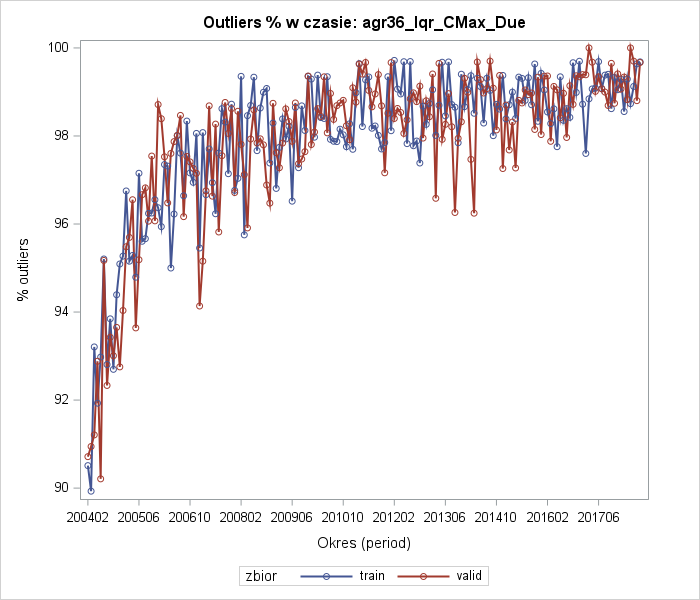 Outliers % w czasie: agr36_Iqr_CMax_Due
% outliers
100
98
96
94
92
90
200402 200506 200610 200802 200906 201010 201202 201306 201410 201602 201706
Okres (period)
zbior train valid